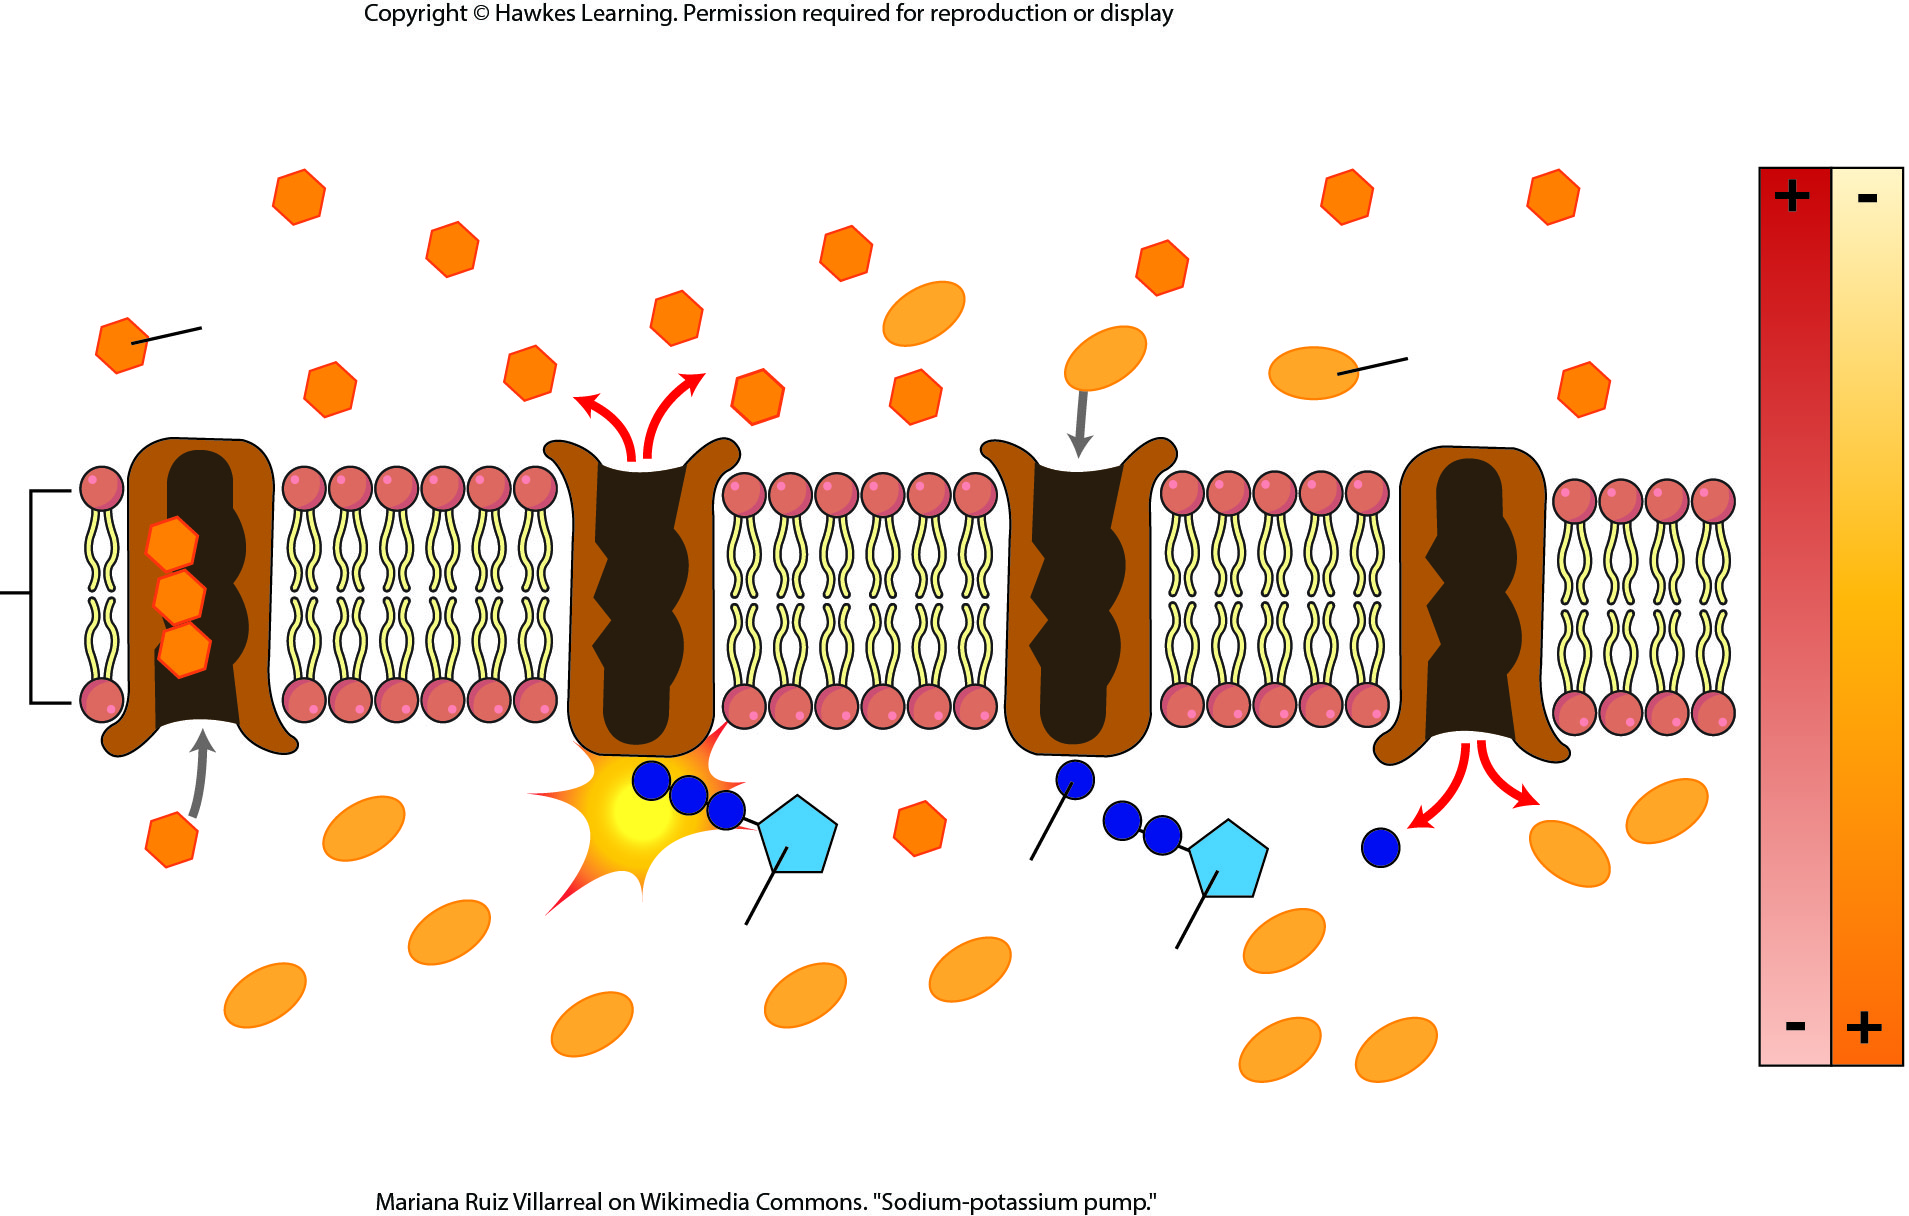 Copyright © Hawkes Learning. Permission required for reproduction or display
+ -
- +
Mariana Ruiz Villarreal on Wikimedia Commons. "Sodium-potassium pump."